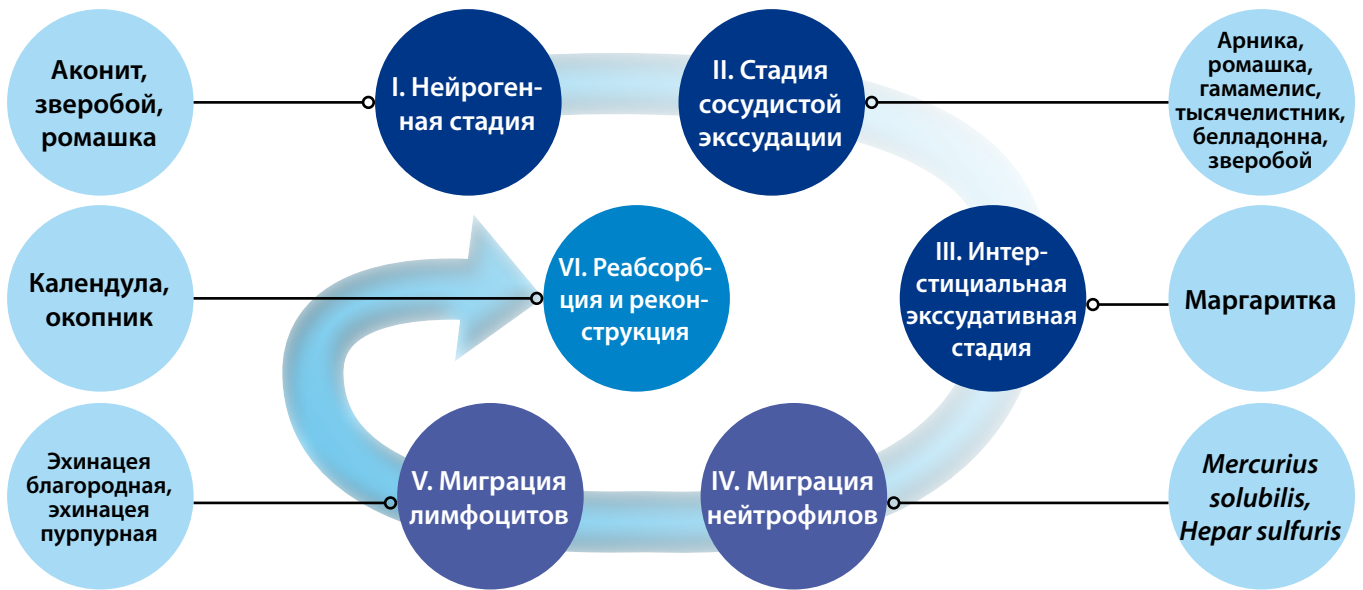 Аконит,
зверобой,
ромашка
I. Нейроген-
ная стадия
II. Стадия
сосудистой
экссудации
Арника,
ромашка,
гамамелис,
тысячелистник,
белладонна,
зверобой
Календула,
окопник
VI. Реабсорб-
ция и рекон-
струкция
III. Интер-
стициальная
экссудативная
стадия
Маргаритка
Эхинацея
благородная,
эхинацея
пурпурная
V. Миграция
лимфоцитов
IV. Миграция
нейтрофилов
Mercurius
solubilis,
Hepar sulfuris